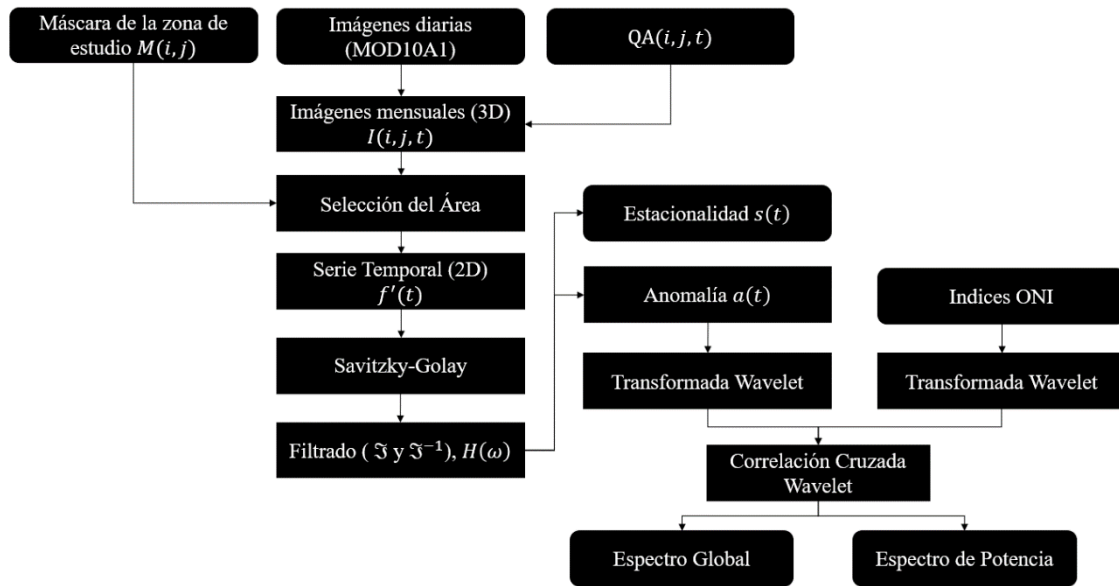 Máscara de la zona de
estudio M(i,j)
Imágenes diarias
(MOD10A1)
QA(i,j,t)
Imágenes mensuales (3D)
I(i,j,t)
Selección del Área
Serie Temporal (2D)
f′(t)
Savitzky-Golay
Filtrado ( ℑ y ℑ⁻¹), H(ω)
Estacionalidad s(t)
Anomalía a(t)
Indices ONI
Transformada Wavelet
Transformada Wavelet
Correlación Cruzada
Wavelet
Espectro Global
Espectro de Potencia